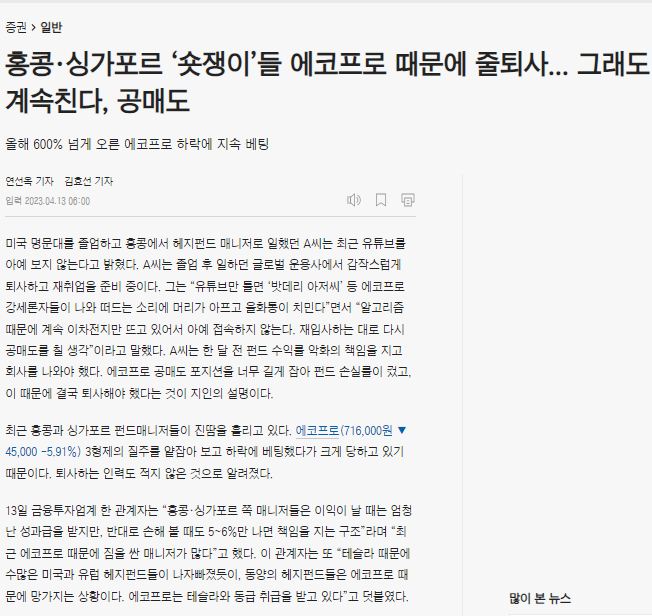 증권 > 일반
홍콩·싱가포르 ‘숏쟁이’들 에코프로 때문에 줄퇴사... 그래도
계속친다, 공매도
올해 600% 넘게 오른 에코프로 하락에 지속 베팅
연선옥 기자 김효선 기자
입력 2023.04.13 06:00
미국 명문대를 졸업하고 홍콩에서 헤지펀드 매니저로 일했던 A씨는 최근 유튜브를
아예 보지 않는다고 밝혔다. A씨는 졸업 후 일하던 글로벌 운용사에서 갑작스럽게
퇴사하고 재취업을 준비 중이다. 그는 “유튜브만 틀면 ‘밧데리 아저씨’ 등 에코프로
강세론자들이 나와 떠드는 소리에 머리가 아프고 울화통이 치민다”면서 “알고리즘
때문에 계속 이차전지만 뜨고 있어서 아예 접속하지 않는다. 재입사하는 대로 다시
공매도를 칠 생각”이라고 말했다. A씨는 한 달 전 펀드 수익률 악화의 책임을 지고
회사를 나와야 했다. 에코프로 공매도 포지션을 너무 길게 잡아 펀드 손실률이 컸고,
이 때문에 결국 퇴사해야 했다는 것이 지인의 설명이다.
최근 홍콩과 싱가포르 펀드매니저들이 진땀을 흘리고 있다. 에코프로(716,000원 ▼
45,000 -5.91%) 3형제의 질주를 얕잡아 보고 하락에 베팅했다가 크게 당하고 있기
때문이다. 퇴사하는 인력도 적지 않은 것으로 알려졌다.
13일 금융투자업계 한 관계자는 “홍콩·싱가포르 쪽 매니저들은 이익이 날 때는 엄청
난 성과급을 받지만, 반대로 손해 볼 때도 5~6%만 나면 책임을 지는 구조”라며 “최
근 에코프로 때문에 짐을 싼 매니저가 많다”고 했다. 이 관계자는 또 “테슬라 때문에
수많은 미국과 유럽 헤지펀드들이 나자빠졌듯이, 동양의 헤지펀드들은 에코프로 때
문에 망가지는 상황이다. 에코프로는 테슬라와 동급 취급을 받고 있다”고 덧붙였다.
많이 본 뉴스